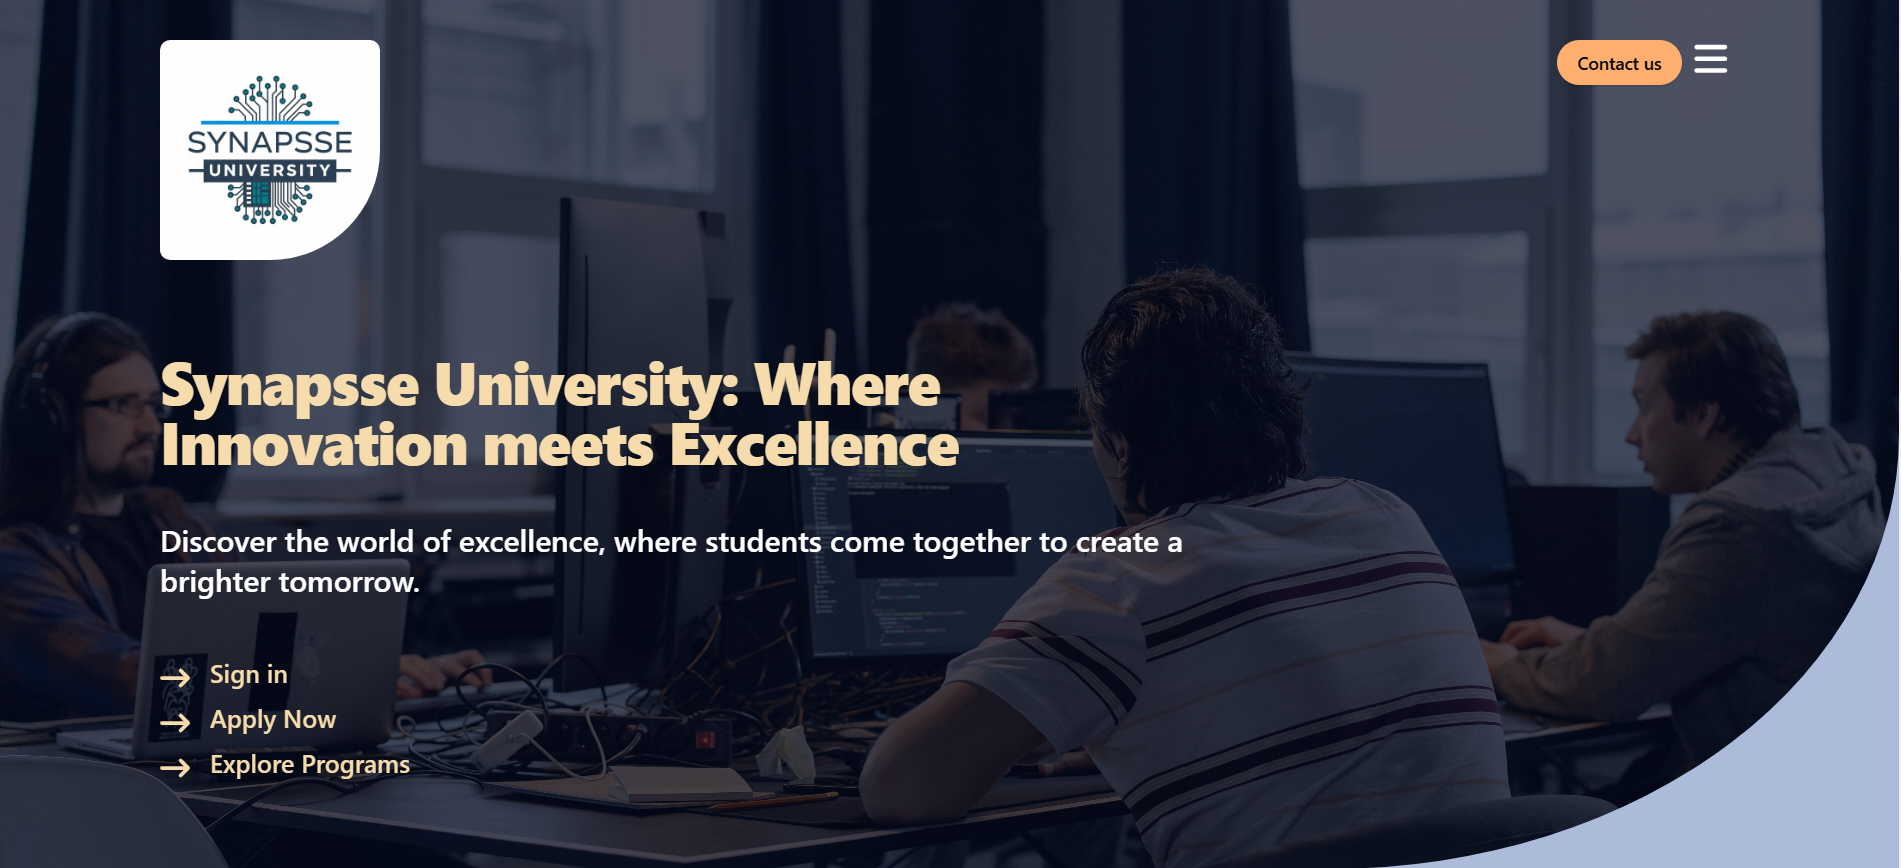 SYNAPSSE
UNIVERSITY
Contact us
Synapsse University: Where
Innovation meets Excellence
Discover the world of excellence, where students come together to create a
brighter tomorrow.
Sign in
Apply Now
Explore Programs